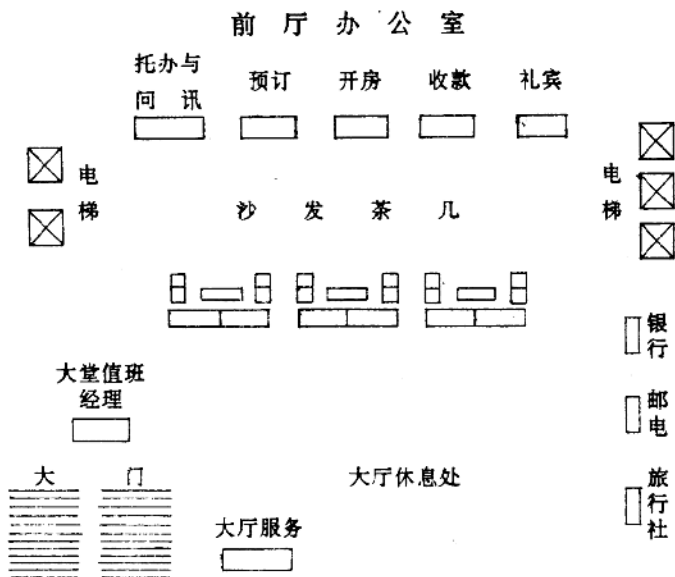 前厅办公室
托办与
问讯
预订
开房
收款
礼宾
电梯
电梯
沙发茶几
银行
大堂值班
经理
邮电
大门
大厅休息处
旅行社
大厅服务